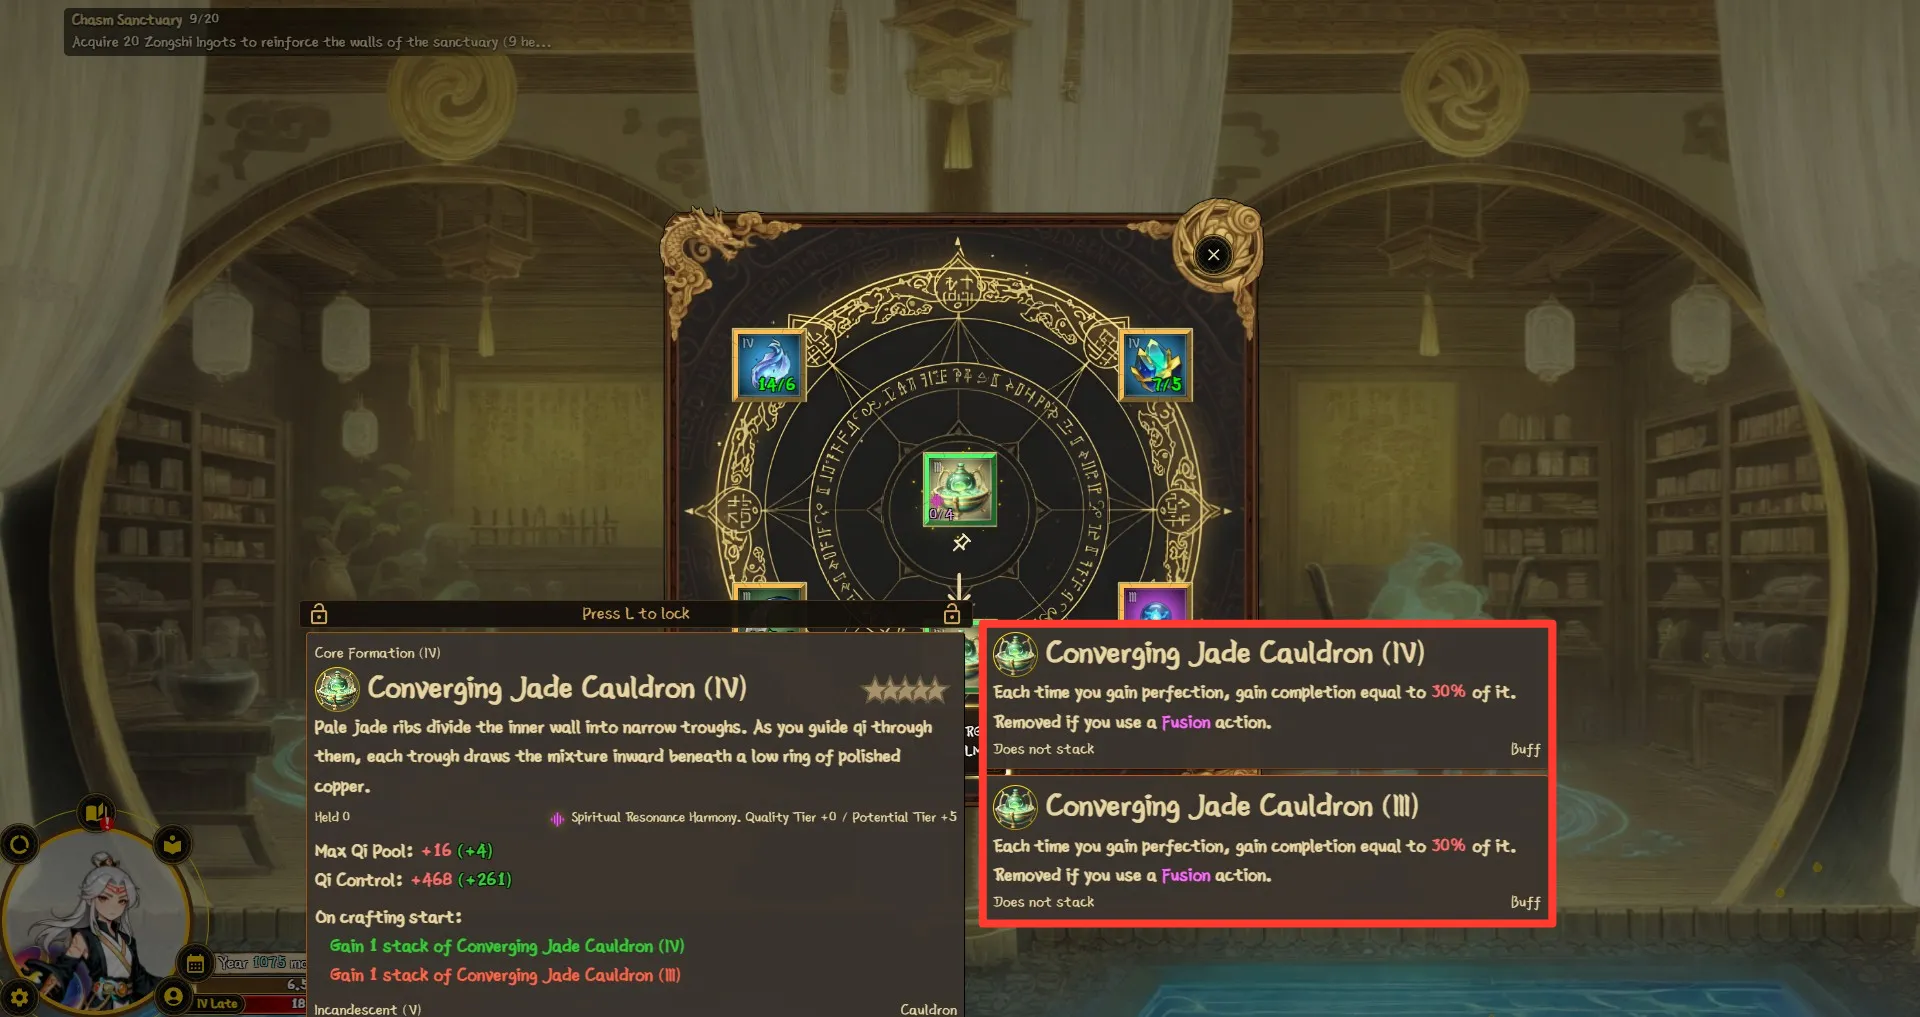 Chasm Sanctuary 9/20
Acquire 20 Zongshi Ingots to reinforce the walls of the sanctuary (9 he...
IV
14/6
IV
7/5
III
0/4
III
III
Press L to lock
Core Formation (IV)
Converging Jade Cauldron (IV)
Pale jade ribs divide the inner wall into narrow troughs. As you guide qi through
them, each trough draws the mixture inward beneath a low ring of polished
copper.
Held 0
Spiritual Resonance Harmony. Quality Tier +0 / Potential Tier +5
Max Qi Pool: +16 (+4)
Qi Control: +468 (+261)
On crafting start:
Gain 1 stack of Converging Jade Cauldron (IV)
Gain 1 stack of Converging Jade Cauldron (III)
Incandescent (V)
Cauldron
Converging Jade Cauldron (IV)
Each time you gain perfection, gain completion equal to 30% of it.
Removed if you use a Fusion action.
Does not stack
Buff
Converging Jade Cauldron (III)
Each time you gain perfection, gain completion equal to 30% of it.
Removed if you use a Fusion action.
Does not stack
Buff
Year 1075 mo
6.5
IV Late
18